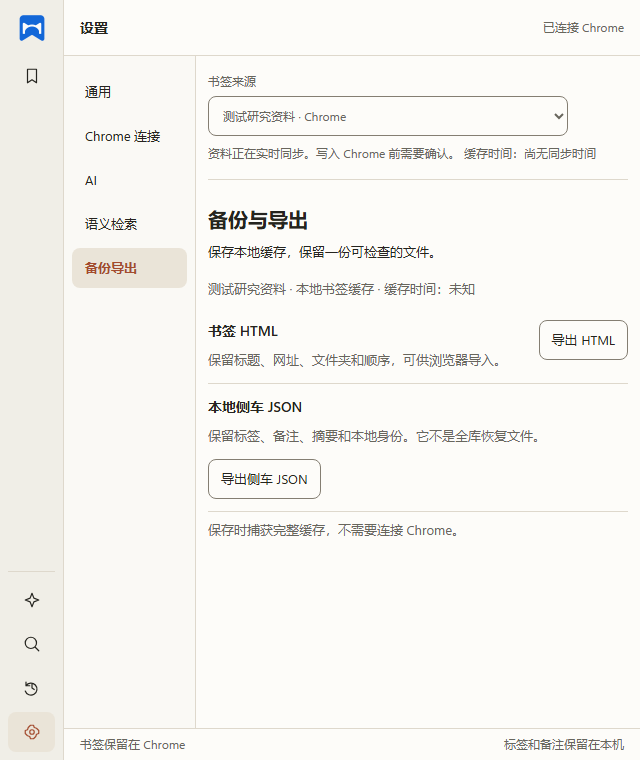 设置
已连接 Chrome
通用
Chrome 连接
AI
语义检索
备份导出
书签来源
测试研究资料 · Chrome
资料正在实时同步。写入 Chrome 前需要确认。 缓存时间：尚无同步时间
备份与导出
保存本地缓存，保留一份可检查的文件。
测试研究资料 · 本地书签缓存 · 缓存时间：未知
书签 HTML
保留标题、网址、文件夹和顺序，可供浏览器导入。
导出 HTML
本地侧车 JSON
保留标签、备注、摘要和本地身份。它不是全库恢复文件。
导出侧车 JSON
保存时捕获完整缓存，不需要连接 Chrome。
书签保留在 Chrome
标签和备注保留在本机